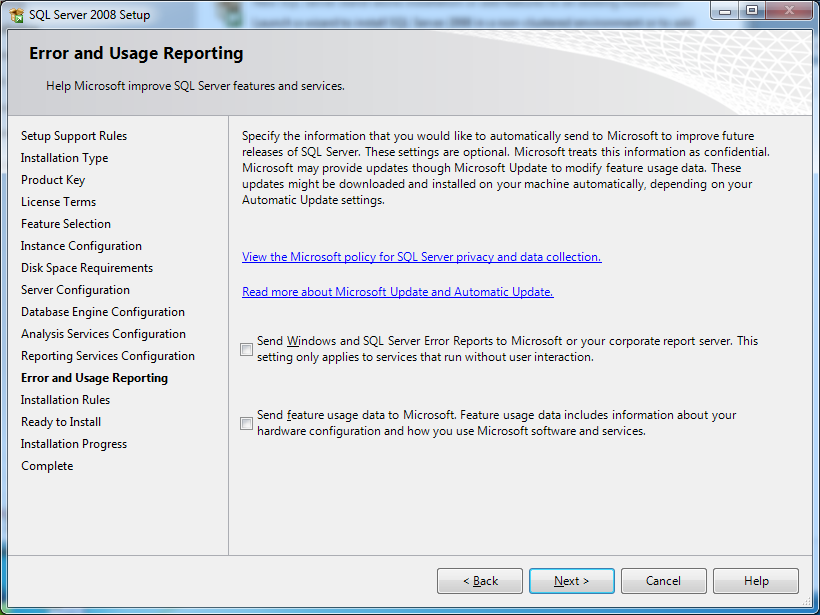 SQL Server 2008 Setup
Error and Usage Reporting
Help Microsoft improve SQL Server features and services.
Setup Support Rules
Installation Type
Product Key
License Terms
Feature Selection
Instance Configuration
Disk Space Requirements
Server Configuration
Database Engine Configuration
Analysis Services Configuration
Reporting Services Configuration
Error and Usage Reporting
Installation Rules
Ready to Install
Installation Progress
Complete
Specify the information that you would like to automatically send to Microsoft to improve future
releases of SQL Server. These settings are optional. Microsoft treats this information as confidential.
Microsoft may provide updates though Microsoft Update to modify feature usage data. These
updates might be downloaded and installed on your machine automatically, depending on your
Automatic Update settings.
View the Microsoft policy for SQL Server privacy and data collection.
Read more about Microsoft Update and Automatic Update.
Send Windows and SQL Server Error Reports to Microsoft or your corporate report server. This
setting only applies to services that run without user interaction.
Send feature usage data to Microsoft. Feature usage data includes information about your
hardware configuration and how you use Microsoft software and services.
< Back
Next >
Cancel
Help